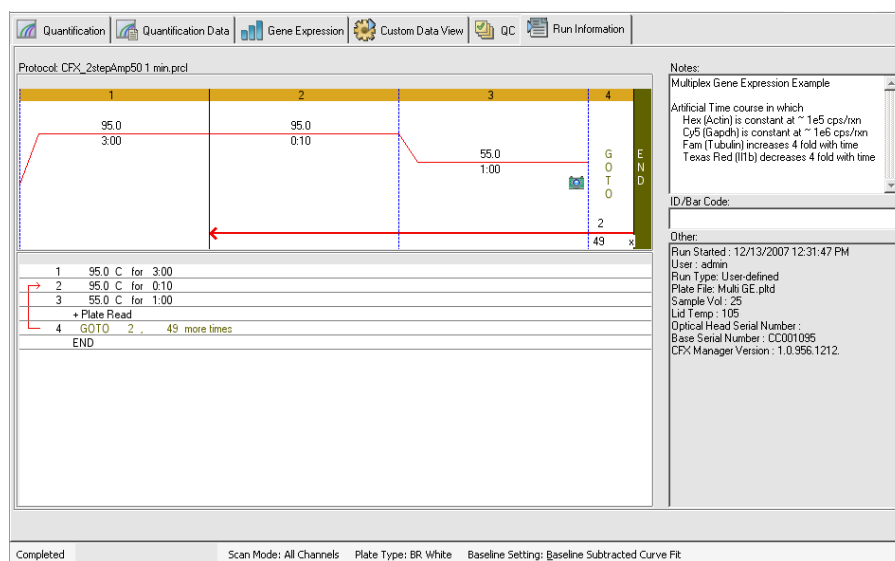 Quantification
Quantification Data
Gene Expression
Custom Data View
QC
Run Information
Protocol: CFX_2stepAmp50 1 min.prcl
1 2 3 4
95.0
3:00
95.0
0:10
55.0
1:00
GOTO
END
2
49 x
1 95.0 C for 3:00
2 95.0 C for 0:10
3 55.0 C for 1:00
+ Plate Read
4 GOTO 2 , 49 more times
END
Notes:
Multiplex Gene Expression Example
Artificial Time course in which
Hex (Actin) is constant at ~ 1e5 cps/rxn
Cy5 (Gapdh) is constant at ~ 1e6 cps/rxn
Fam (Tubulin) increases 4 fold with time
Texas Red (Il1b) decreases 4 fold with time
ID/Bar Code:
Other:
Run Started : 12/13/2007 12:31:47 PM
User : admin
Run Type: User-defined
Plate File: Multi GE.pltd
Sample Vol : 25
Lid Temp : 105
Optical Head Serial Number :
Base Serial Number : CC001095
CFX Manager Version : 1.0.956.1212.
Completed
Scan Mode: All Channels
Plate Type: BR White
Baseline Setting: Baseline Subtracted Curve Fit